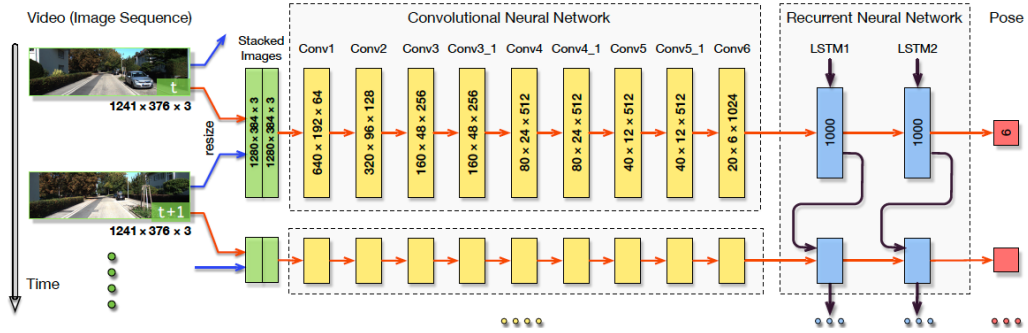 Video (Image Sequence)
Convolutional Neural Network
Recurrent Neural Network
Pose
Stacked
Images
Conv1
Conv2
Conv3
Conv3_1
Conv4
Conv4_1
Conv5
Conv5_1
Conv6
LSTM1
LSTM2
t
1241 x 376 x 3
resize
1280 x 384 x 3
1280 x 384 x 3
640 x 192 x 64
320 x 96 x 128
160 x 48 x 256
160 x 48 x 256
80 x 24 x 512
80 x 24 x 512
40 x 12 x 512
40 x 12 x 512
20 x 6 x 1024
1000
1000
6
t+1
1241 x 376 x 3
Time